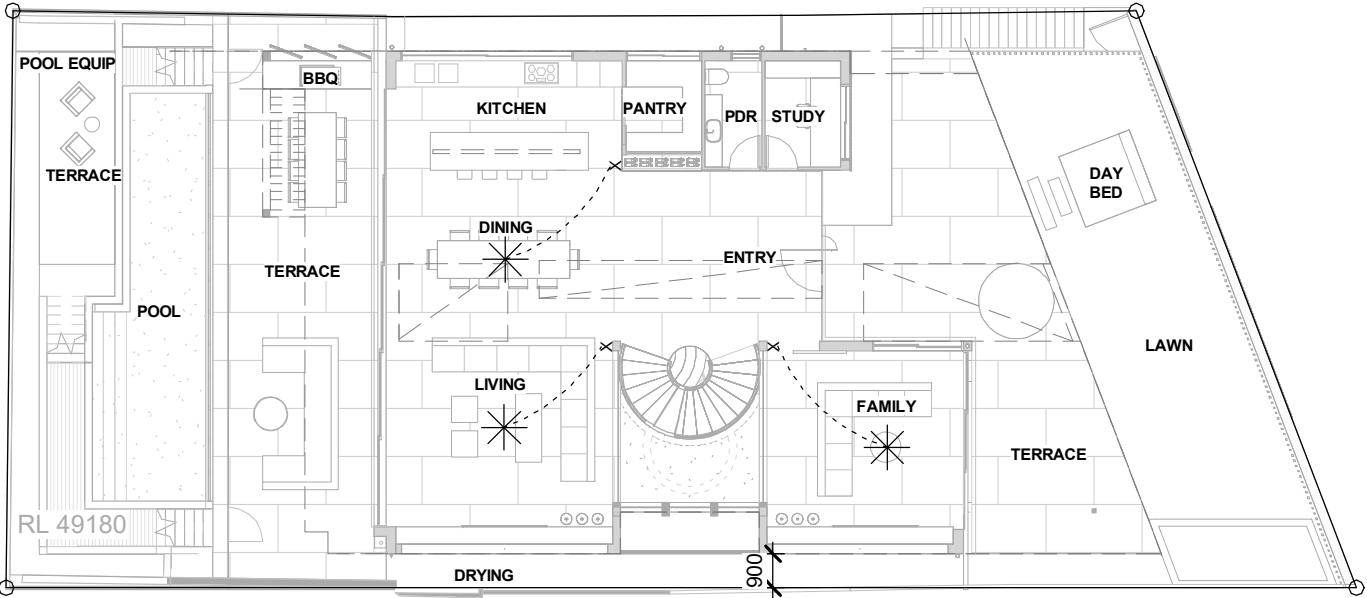 POOL EQUIP
BBQ
KITCHEN
PANTRY
PDR
STUDY
TERRACE
DAY
BED
DINING
ENTRY
TERRACE
POOL
LAWN
LIVING
FAMILY
TERRACE
RL 49180
DRYING
900